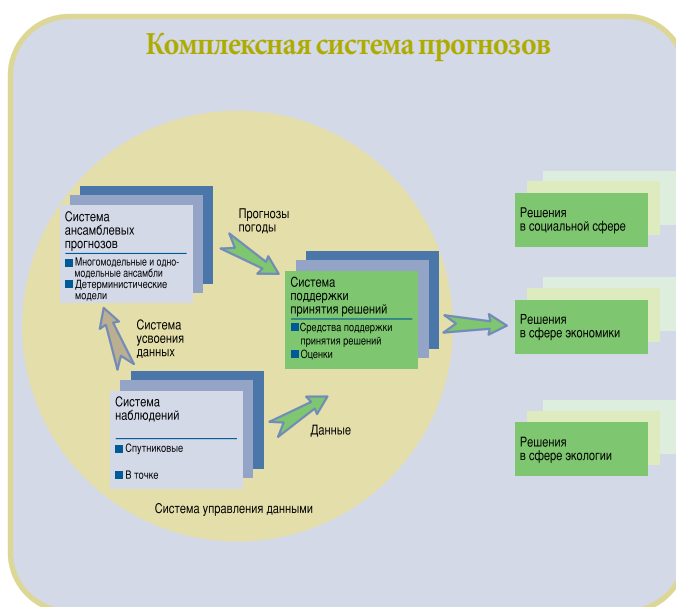 Комплексная система прогнозов
Система
ансамблевых
прогнозов
Многомодельные и одно-
модельные ансамбли
Детерминистические
модели
Прогнозы
погоды
Система
поддержки
принятия решений
Средства поддержки
принятия решений
Оценки
Система
усвоения
данных
Система
наблюдений
Спутниковые
В точке
Данные
Система управления данными
Решения
в социальной сфере
Решения
в сфере экономики
Решения
в сфере экологии